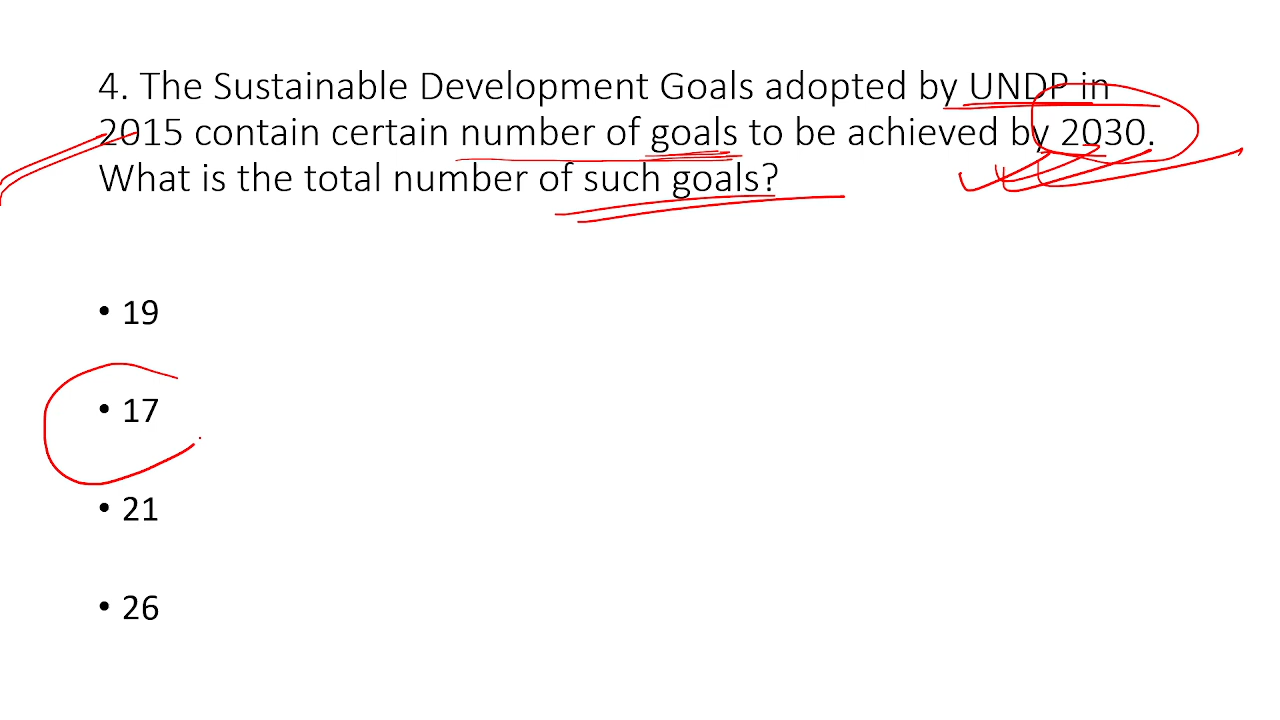 4. The Sustainable Development Goals adopted by UNDP in
2015 contain certain number of goals to be achieved by 2030.
What is the total number of such goals?
• 19
• 17
• 21
• 26